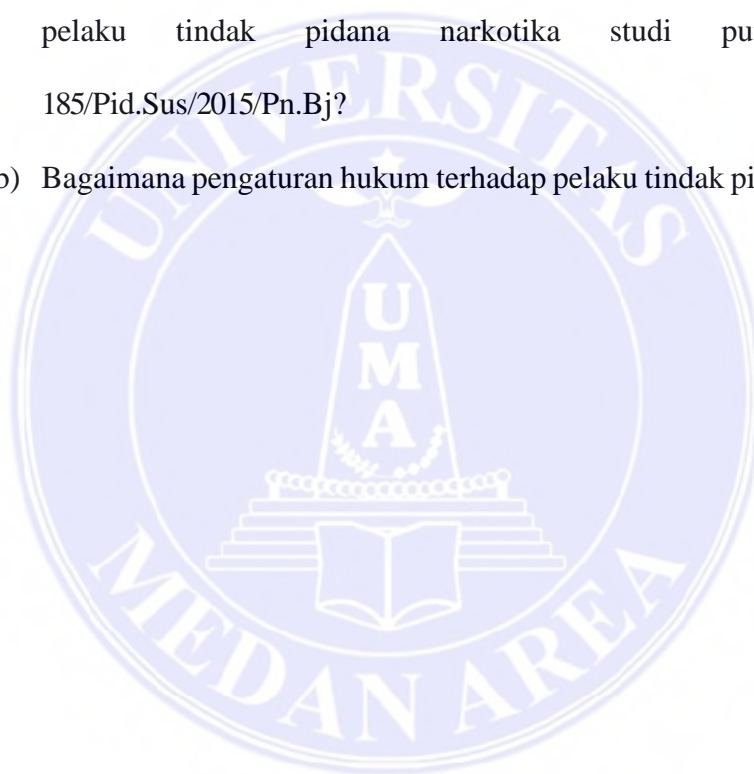 pelaku tindak pidana narkotika studi pu
185/Pid.Sus/2015/Pn.Bj?
b) Bagaimana pengaturan hukum terhadap pelaku tindak pi
UNIVERSITAS
UMA
MEDAN AREA